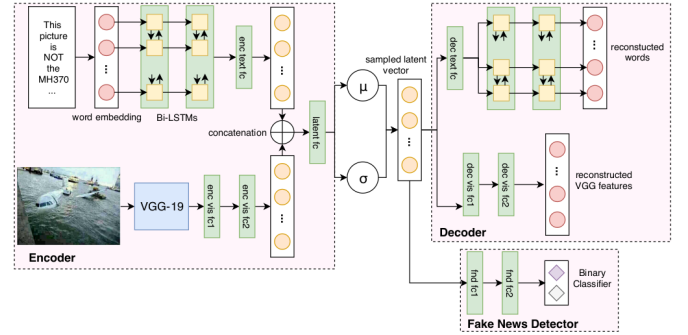 This
picture
is
NOT
the
MH370
...
word embedding
Bi-LSTMs
enc text fc
concatenation
VGG-19
enc vis fc1
enc vis fc2
Encoder
latent fc
μ
σ
sampled latent
vector
dec text fc
reconstucted
words
dec vis fc1
dec vis fc2
reconstucted
VGG features
Decoder
fnd fc1
fnd fc2
Binary
Classifier
Fake News Detector